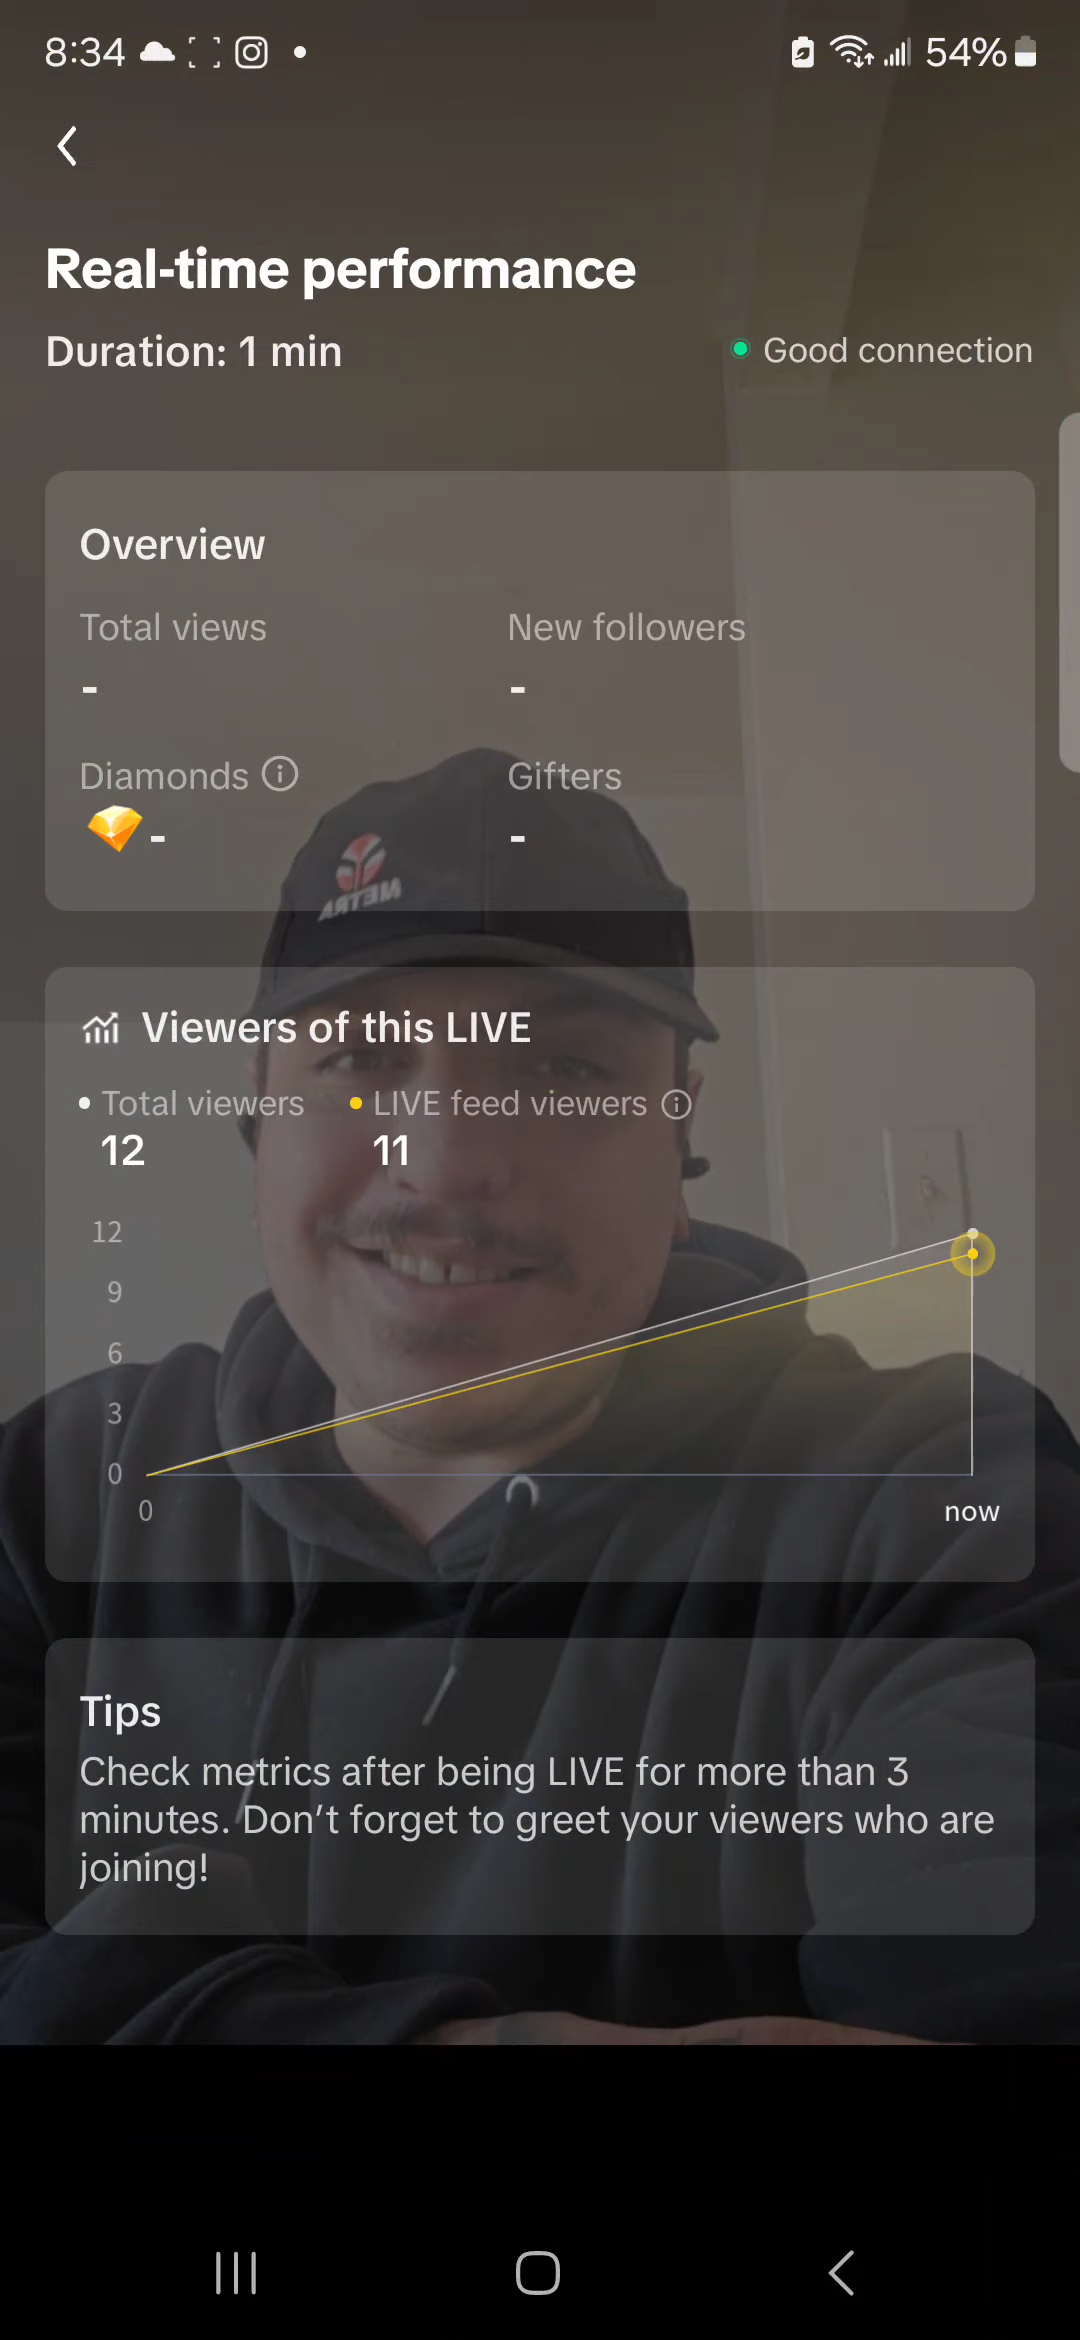 8:34 54%
Real-time performance
Duration: 1 min Good connection
Overview
Total views New followers
- -
Diamonds Gifters
- -
METRA
Viewers of this LIVE
Total viewers LIVE feed viewers
12 11
12
9
6
3
0
0 now
Tips
Check metrics after being LIVE for more than 3
minutes. Don't forget to greet your viewers who are
joining!